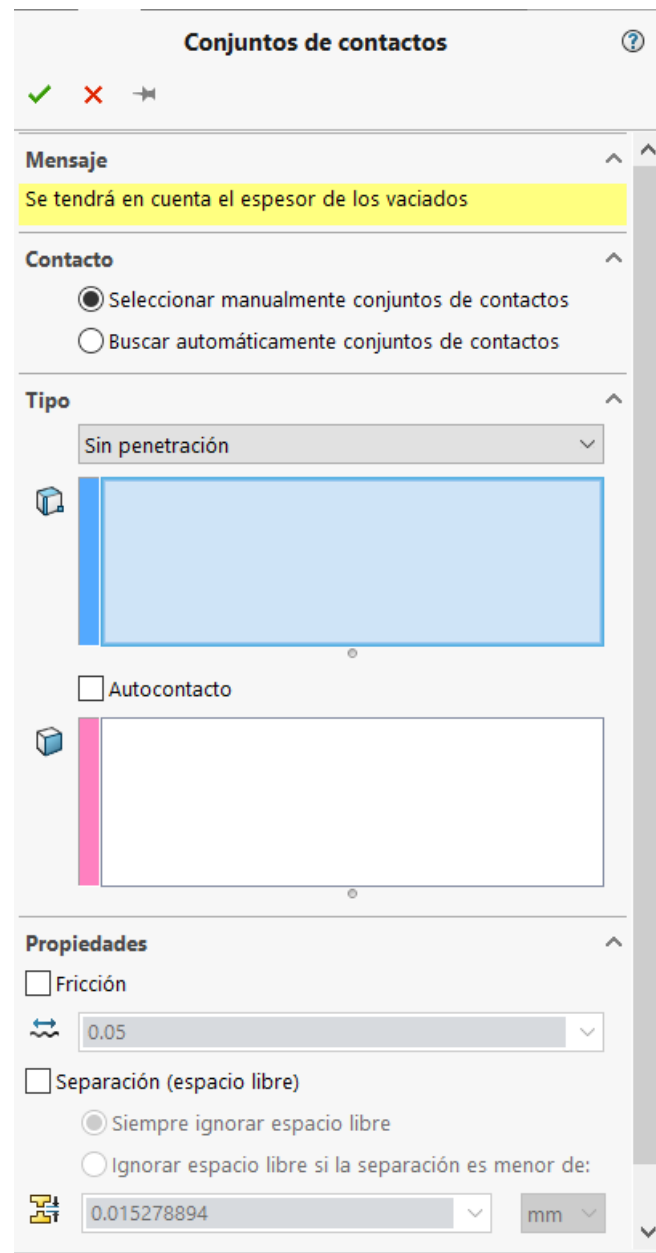 Conjuntos de contactos
Mensaje
Se tendrá en cuenta el espesor de los vaciados
Contacto
Seleccionar manualmente conjuntos de contactos
Buscar automáticamente conjuntos de contactos
Tipo
Sin penetración
Autocontacto
Propiedades
Fricción
0.05
Separación (espacio libre)
Siempre ignorar espacio libre
Ignorar espacio libre si la separación es menor de:
0.015278894 mm